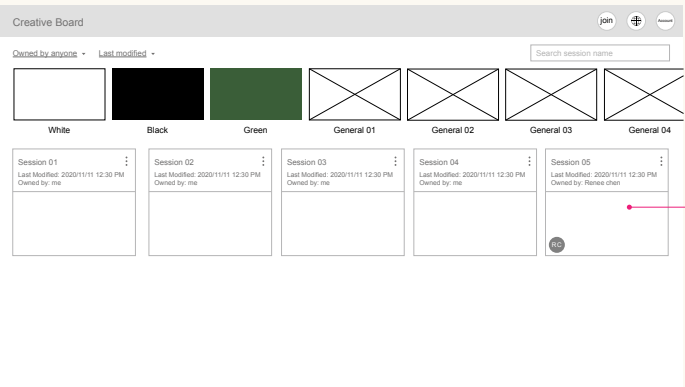 Creative Board
join
Account
Owned by anyone
Last modified
Search session name
White
Black
Green
General 01
General 02
General 03
General 04
Session 01
Last Modified: 2020/11/11 12:30 PM
Owned by: me
Session 02
Last Modified: 2020/11/11 12:30 PM
Owned by: me
Session 03
Last Modified: 2020/11/11 12:30 PM
Owned by: me
Session 04
Last Modified: 2020/11/11 12:30 PM
Owned by: me
Session 05
Last Modified: 2020/11/11 12:30 PM
Owned by: Renee chen
RC